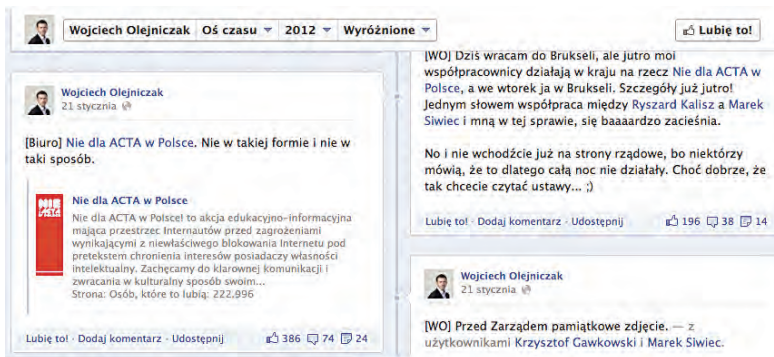 Wojciech Olejniczak Oś czasu 2012 Wyróżnione
Lubię to!
Wojciech Olejniczak
21 stycznia
[Biuro] Nie dla ACTA w Polsce. Nie w takiej formie i nie w
taki sposób.
NIE
Nie dla ACTA w Polsce
Nie dla ACTA w Polsce! to akcja edukacyjno-informacyjna
mająca przestrzec Internautów przed zagrożeniami
wynikającymi z niewłaściwego blokowania Internetu pod
pretekstem chronienia interesów posiadaczy własności
intelektualny. Zachęcamy do klarownej komunikacji i
zwracania w kulturalny sposób swoim...
Strona: Osób, które to lubią: 222,996
Lubię to! · Dodaj komentarz · Udostępnij 386 74 24
[WO] Dziś wracam do Brukseli, ale jutro moi
współpracownicy działają w kraju na rzecz Nie dla ACTA w
Polsce, a we wtorek ja w Brukseli. Szczegóły już jutro!
Jednym słowem współpraca między Ryszard Kalisz a Marek
Siwiec i mną w tej sprawie, się baaaardzo zacieśnia.
No i nie wchodźcie już na strony rządowe, bo niektórzy
mówią, że to dlatego całą noc nie działały. Choć dobrze, że
tak chcecie czytać ustawy... ;)
Lubię to! · Dodaj komentarz · Udostępnij 196 38 14
Wojciech Olejniczak
21 stycznia
[WO] Przed Zarządem pamiątkowe zdjęcie. — z
użytkownikami Krzysztof Gawkowski i Marek Siwiec.